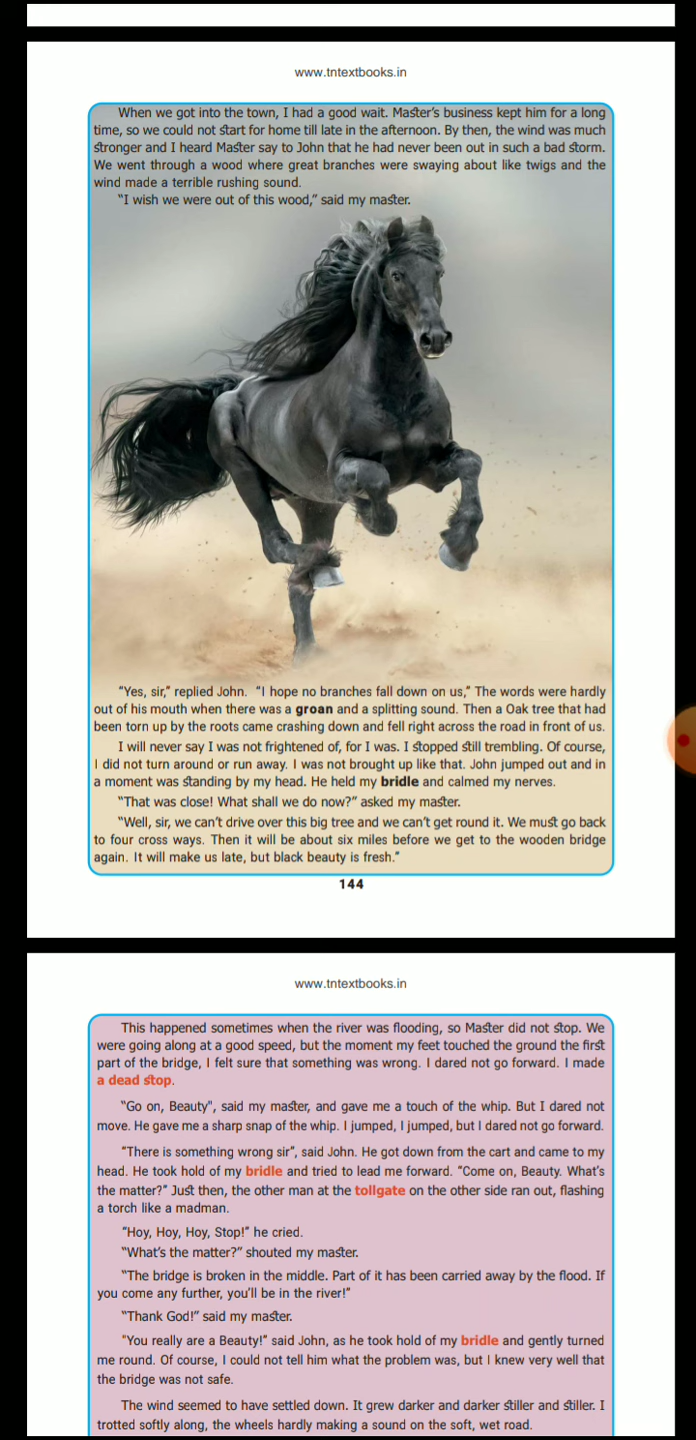 www.tntextbooks.in
When we got into the town, I had a good wait. Master's business kept him for a long
time, so we could not start for home till late in the afternoon. By then, the wind was much
stronger and I heard Master say to John that he had never been out in such a bad storm.
We went through a wood where great branches were swaying about like twigs and the
wind made a terrible rushing sound.
"I wish we were out of this wood," said my master.
"Yes, sir," replied John. "I hope no branches fall down on us," The words were hardly
out of his mouth when there was a groan and a splitting sound. Then a Oak tree that had
been torn up by the roots came crashing down and fell right across the road in front of us.
I will never say I was not frightened of, for I was. I stopped still trembling. Of course,
I did not turn around or run away. I was not brought up like that. John jumped out and in
a moment was standing by my head. He held my bridle and calmed my nerves.
"That was close! What shall we do now?" asked my master.
"Well, sir, we can't drive over this big tree and we can't get round it. We must go back
to four cross ways. Then it will be about six miles before we get to the wooden bridge
again. It will make us late, but black beauty is fresh."
144
www.tntextbooks.in
This happened sometimes when the river was flooding, so Master did not stop. We
were going along at a good speed, but the moment my feet touched the ground the first
part of the bridge, I felt sure that something was wrong. I dared not go forward. I made
a dead stop.
"Go on, Beauty", said my master, and gave me a touch of the whip. But I dared not
move. He gave me a sharp snap of the whip. I jumped, I jumped, but I dared not go forward.
"There is something wrong sir", said John. He got down from the cart and came to my
head. He took hold of my bridle and tried to lead me forward. "Come on, Beauty. What's
the matter?" Just then, the other man at the tollgate on the other side ran out, flashing
a torch like a madman.
"Hoy, Hoy, Hoy, Stop!" he cried.
"What's the matter?" shouted my master.
"The bridge is broken in the middle. Part of it has been carried away by the flood. If
you come any further, you'll be in the river!"
"Thank God!" said my master.
"You really are a Beauty!" said John, as he took hold of my bridle and gently turned
me round. Of course, I could not tell him what the problem was, but I knew very well that
the bridge was not safe.
The wind seemed to have settled down. It grew darker and darker stiller and stiller. I
trotted softly along, the wheels hardly making a sound on the soft, wet road.